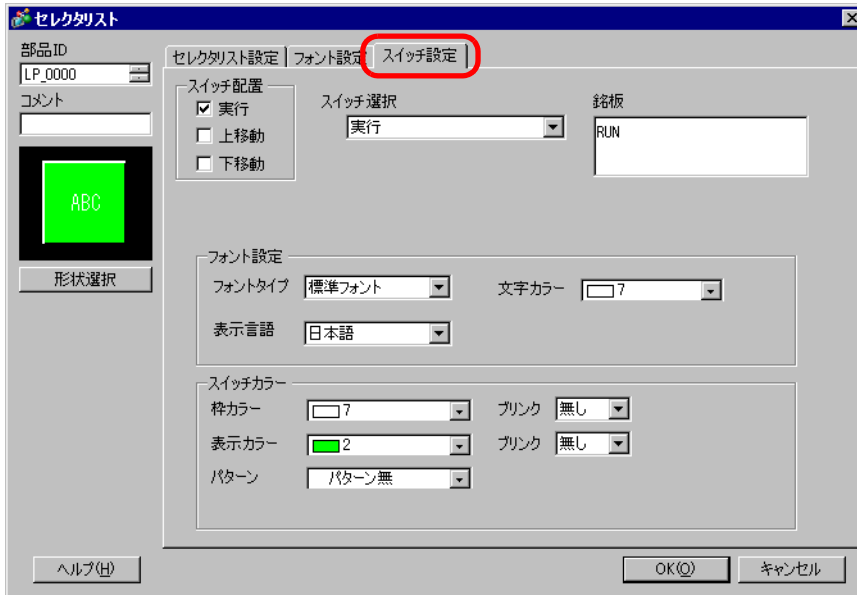 セレクタリスト
部品ID
LP_0000
コメント
ABC
形状選択
セレクタリスト設定 フォント設定 スイッチ設定
スイッチ配置
実行
上移動
下移動
スイッチ選択
実行
銘板
RUN
フォント設定
フォントタイプ 標準フォント 文字カラー 7
表示言語 日本語
スイッチカラー
枠カラー 7 ブリンク 無し
表示カラー 2 ブリンク 無し
パターン パターン無
ヘルプ(H) OK(O) キャンセル